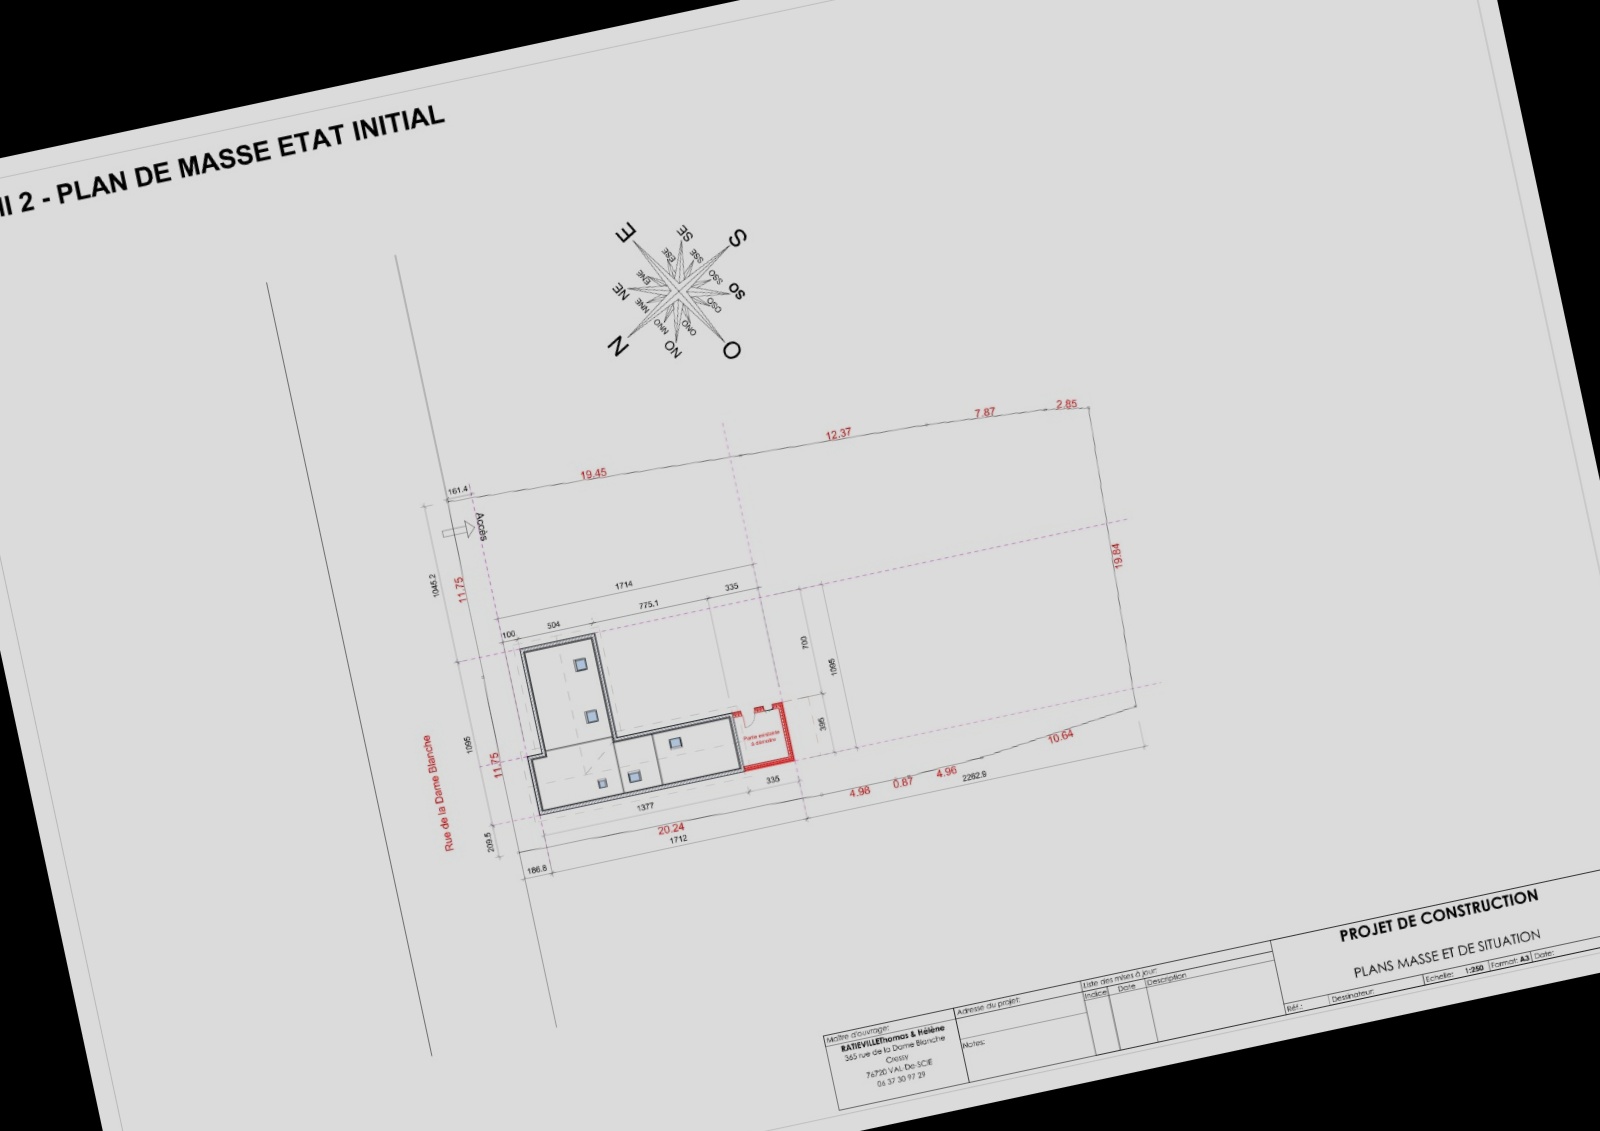 2 - PLAN DE MASSE ETAT INITIAL
E
SE
S
ESE
SSE
ENE
SSO
NE
SO
NNE
OSO
NNO
ONO
N
NO
O
2.85
7.87
12.37
19.45
161.4
Accès
19.84
1045.2
11.75
1714
335
775.1
504
100
700
1095
395
Partie existante
à démolir
Rue de la Dame Blanche
1095
11.75
10.64
335
4.96
2282.9
0.87
4.98
1377
20.24
1712
209.5
186.8
PROJET DE CONSTRUCTION
PLANS MASSE ET DE SITUATION
Réf.: Dessinateur: Echelle: 1:250 Format: A3 Date:
Liste des mises à jour:
Indice Date Description
Adresse du projet:
Notes:
Maître d'ouvrage:
RATIEVILLEThomas & Hélène
365 rue de la Dame Blanche
Cressy
76720 VAL-De-SCIE
06 37 30 97 29